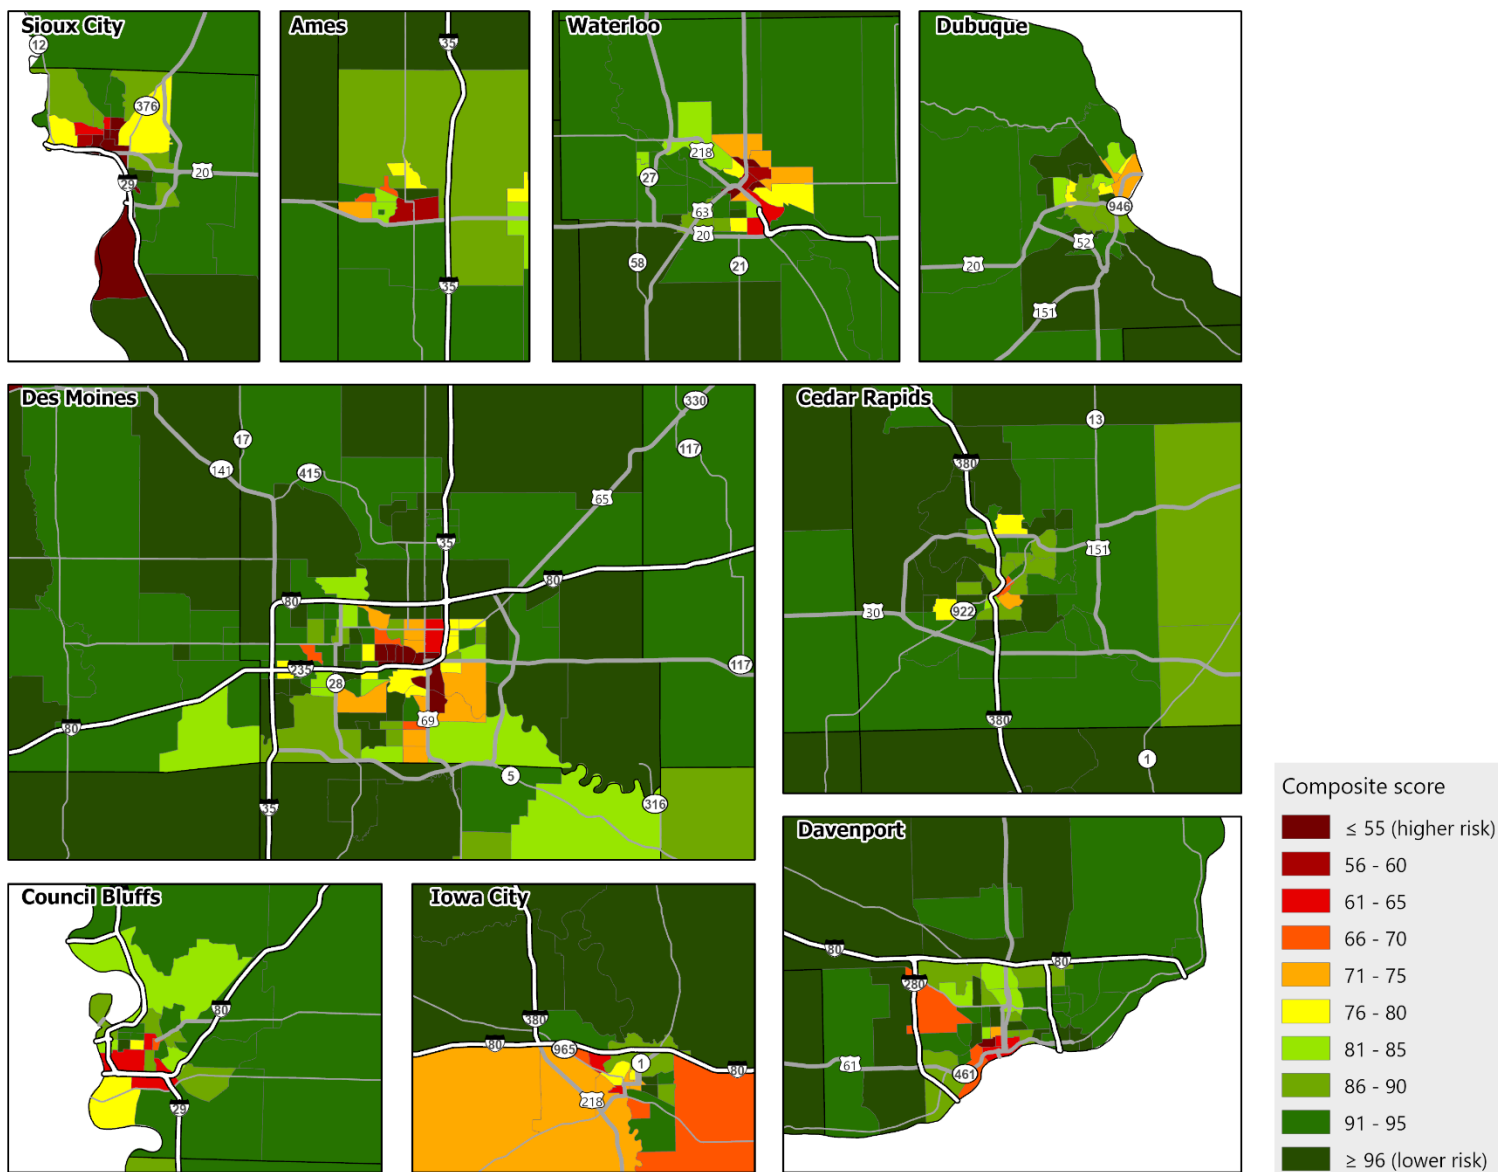 Sioux City
12
376
20
29
Ames
35
35
Waterloo
218
27
63
20
58
21
Dubuque
946
52
20
151
Des Moines
330
17
117
141
415
65
35
80
80
235
117
28
69
80
5
35
316
Cedar Rapids
13
380
151
30
922
380
1
Council Bluffs
80
29
Iowa City
380
80
965
1
80
218
Davenport
80
80
280
61
461
Composite score
≤ 55 (higher risk)
56 - 60
61 - 65
66 - 70
71 - 75
76 - 80
81 - 85
86 - 90
91 - 95
≥ 96 (lower risk)